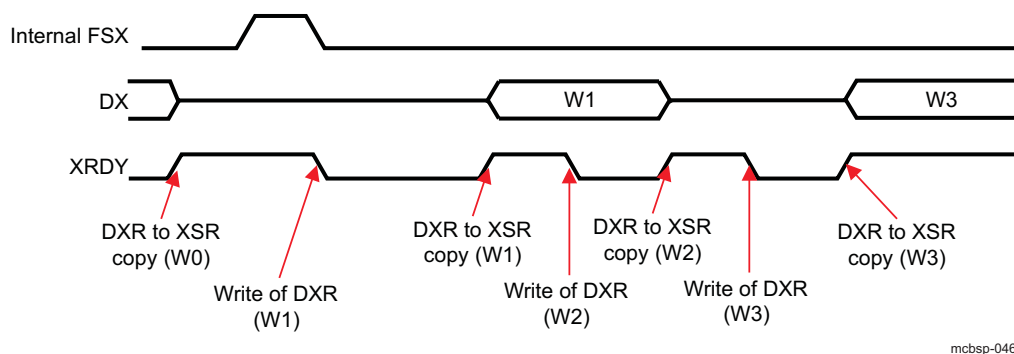 Internal FSX
DX
W1
W3
XRDY
DXR to XSR
copy (W0)
Write of DXR
(W1)
DXR to XSR
copy (W1)
Write of DXR
(W2)
DXR to XSR
copy (W2)
Write of DXR
(W3)
DXR to XSR
copy (W3)
mcbsp-046